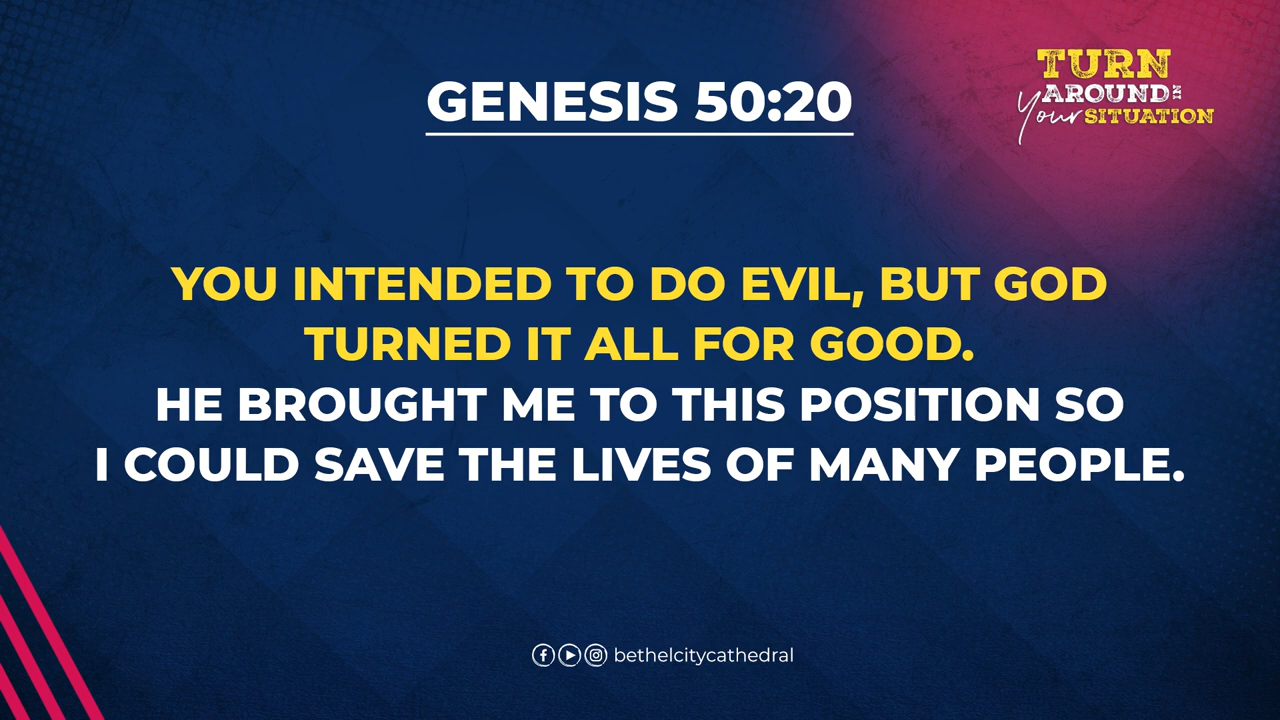 GENESIS 50:20
TURN
AROUND IN
Your SITUATION
YOU INTENDED TO DO EVIL, BUT GOD
TURNED IT ALL FOR GOOD.
HE BROUGHT ME TO THIS POSITION SO
I COULD SAVE THE LIVES OF MANY PEOPLE.
bethelcitycathedral